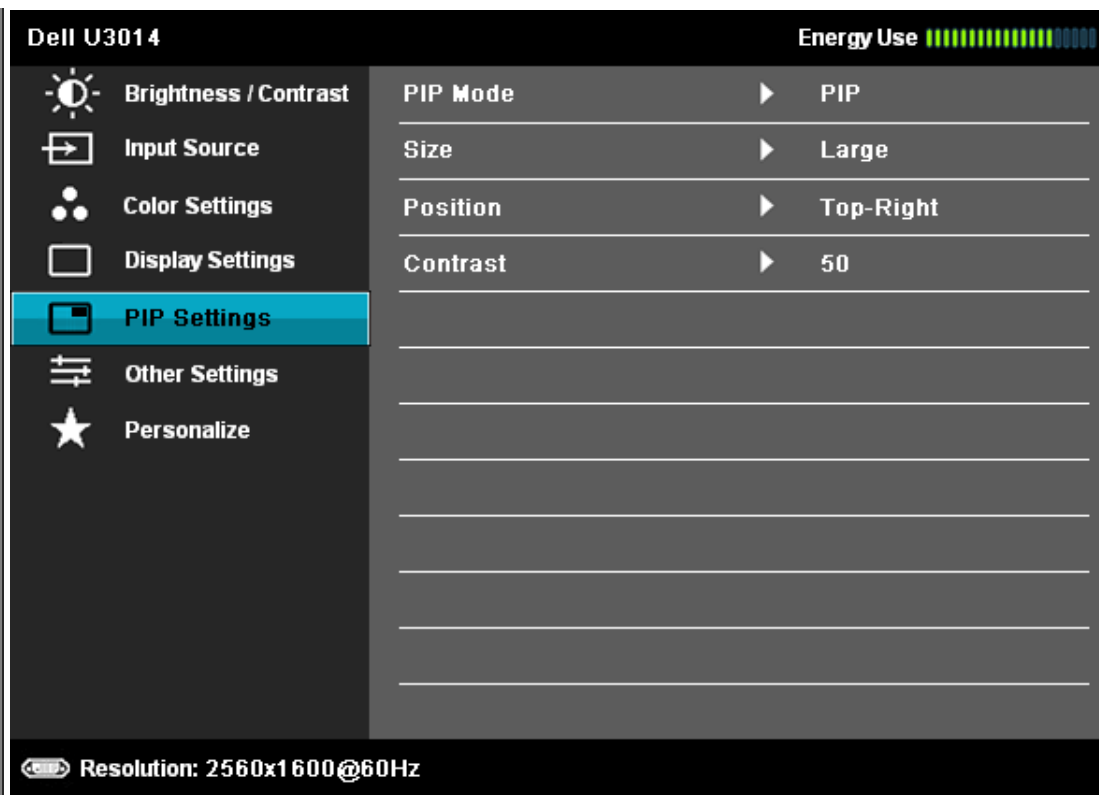 Dell U3014 Energy Use
Brightness / Contrast PIP Mode PIP
Input Source Size Large
Color Settings Position Top-Right
Display Settings Contrast 50
PIP Settings
Other Settings
Personalize
Resolution: 2560x1600@60Hz